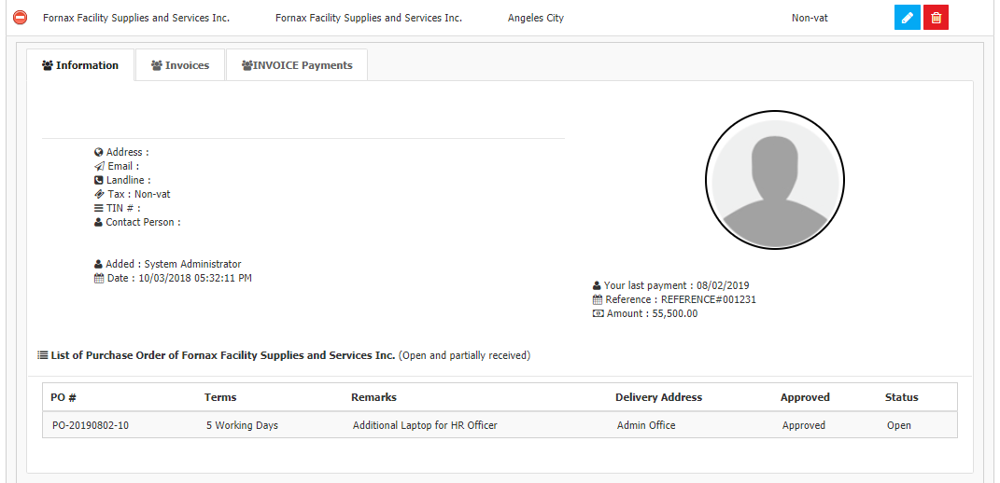 Fornax Facility Supplies and Services Inc. Fornax Facility Supplies and Services Inc. Angeles City Non-vat
Information Invoices INVOICE Payments
Address :
Email :
Landline :
Tax : Non-vat
TIN # :
Contact Person :
Added : System Administrator
Date : 10/03/2018 05:32:11 PM
Your last payment : 08/02/2019
Reference : REFERENCE#001231
Amount : 55,500.00
List of Purchase Order of Fornax Facility Supplies and Services Inc. (Open and partially received)
PO # Terms Remarks Delivery Address Approved Status
PO-20190802-10 5 Working Days Additional Laptop for HR Officer Admin Office Approved Open